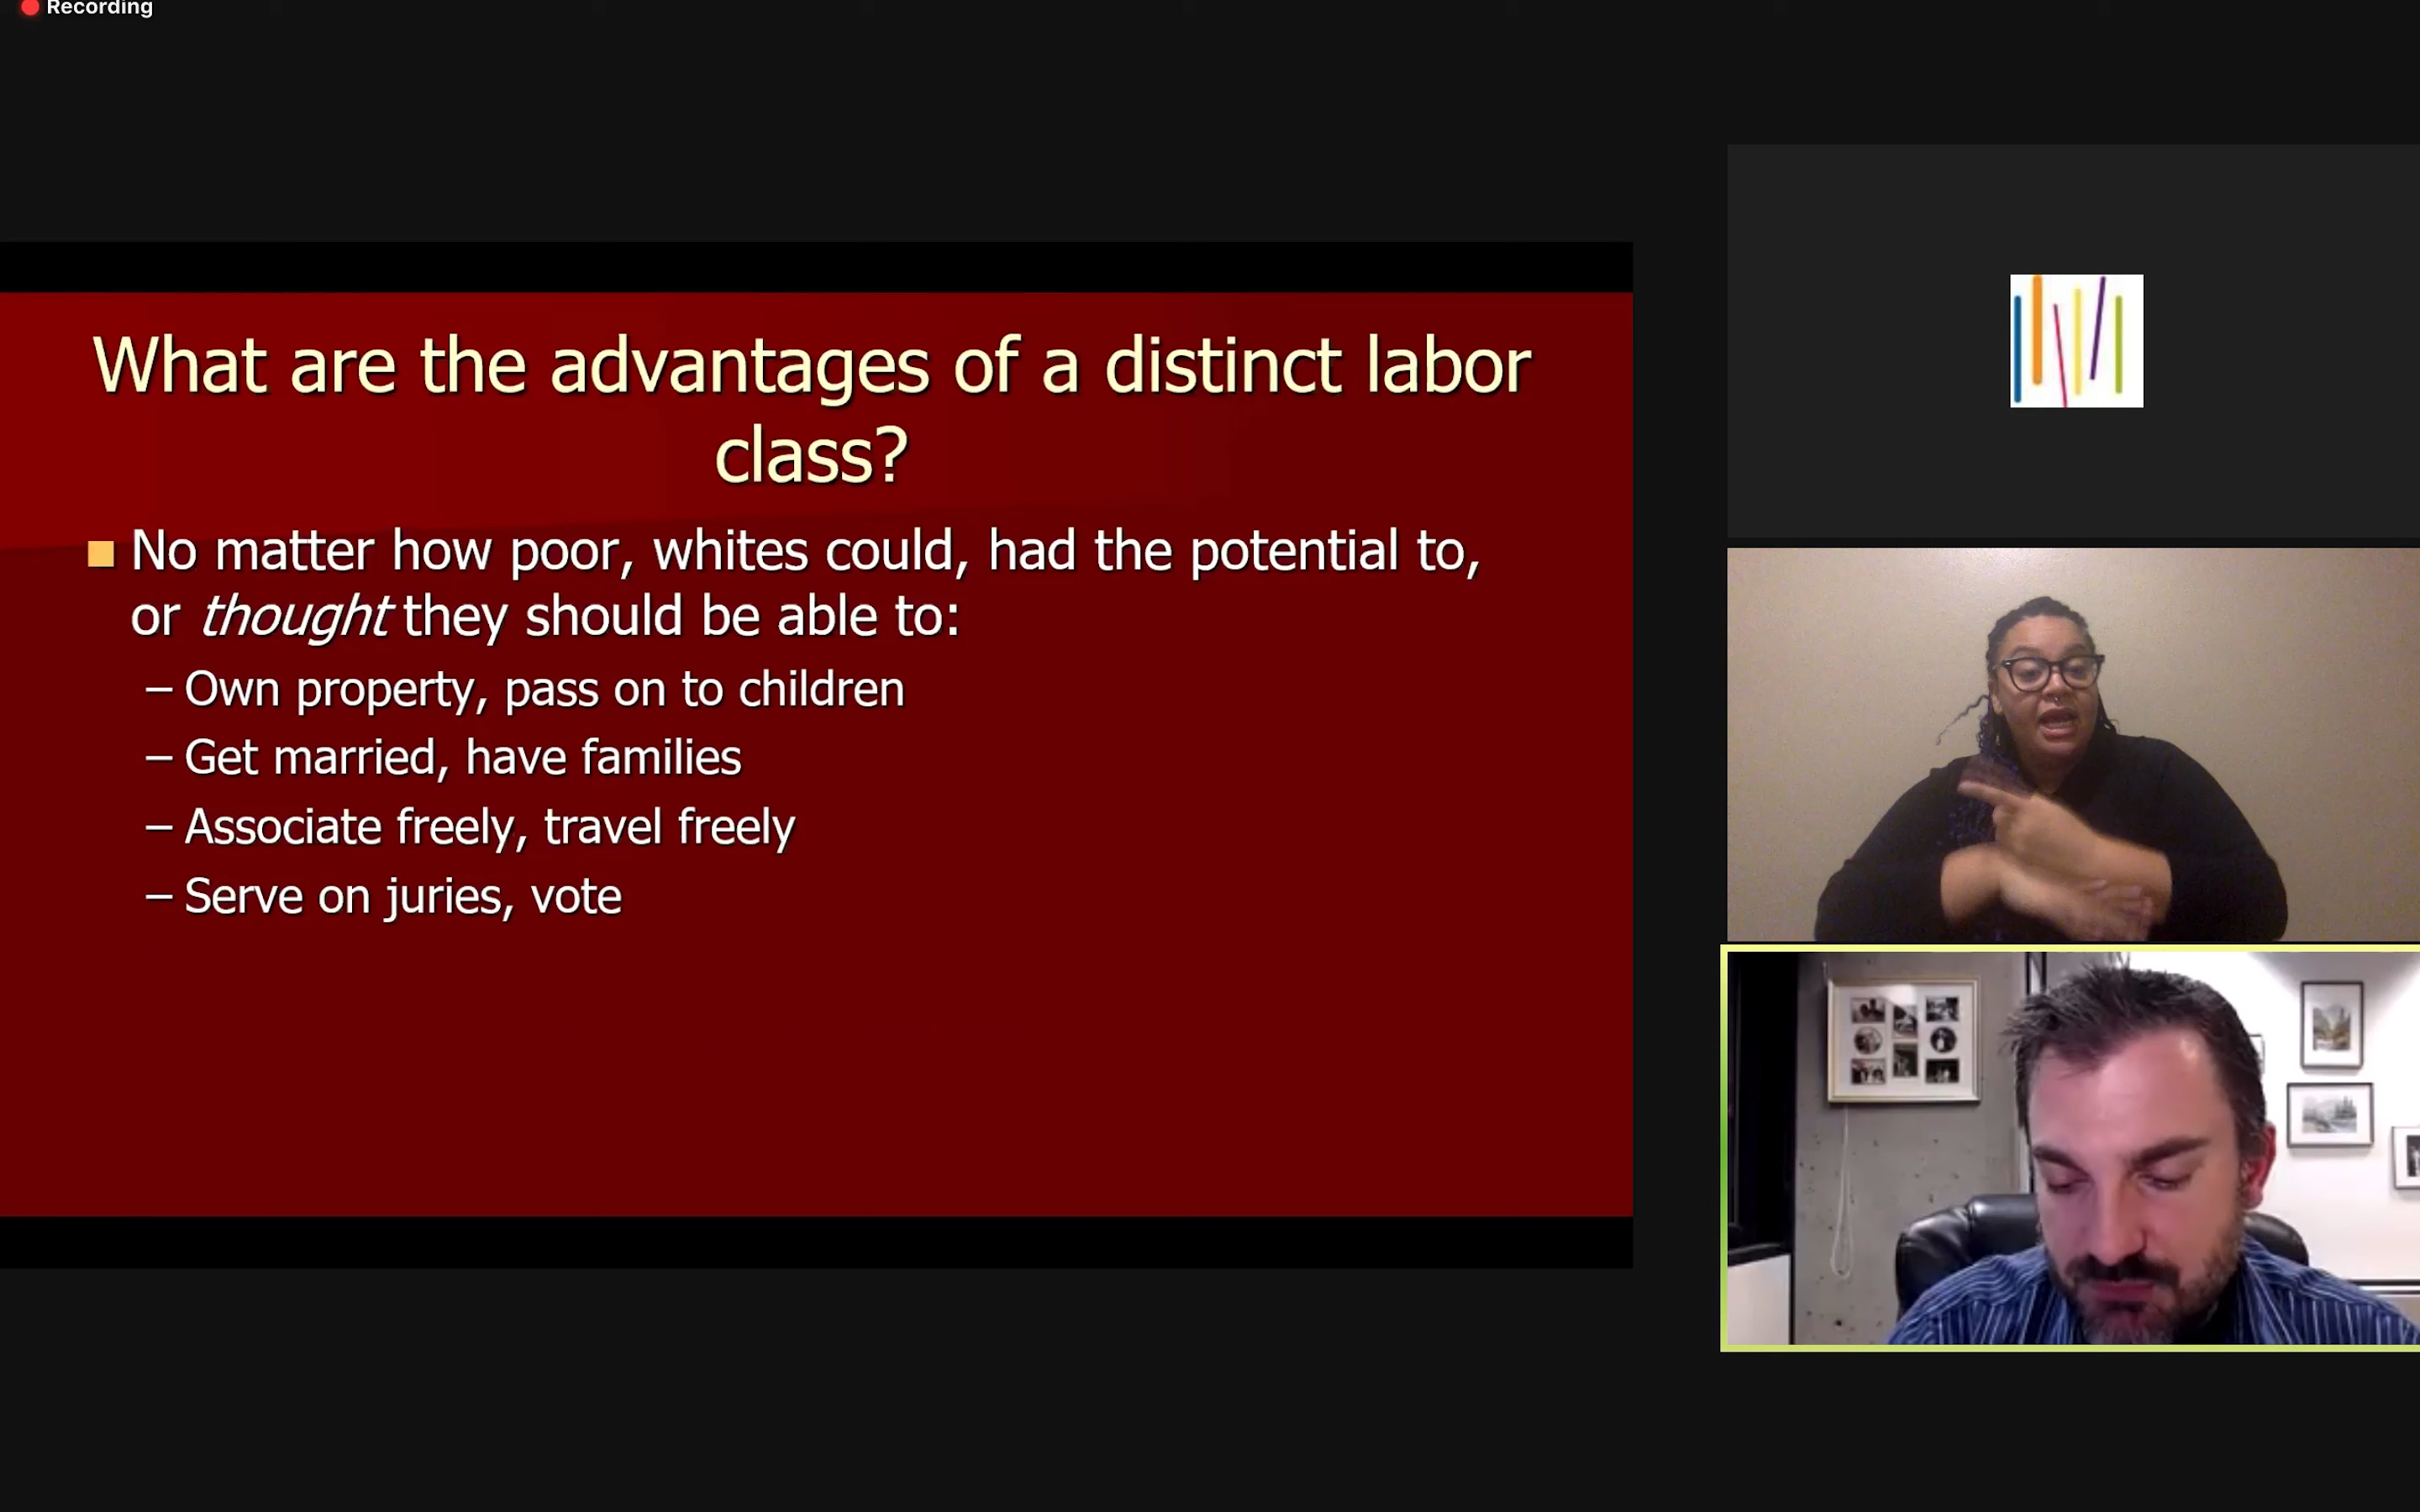 Recording
What are the advantages of a distinct labor
class?
No matter how poor, whites could, had the potential to,
or thought they should be able to:
– Own property, pass on to children
– Get married, have families
– Associate freely, travel freely
– Serve on juries, vote